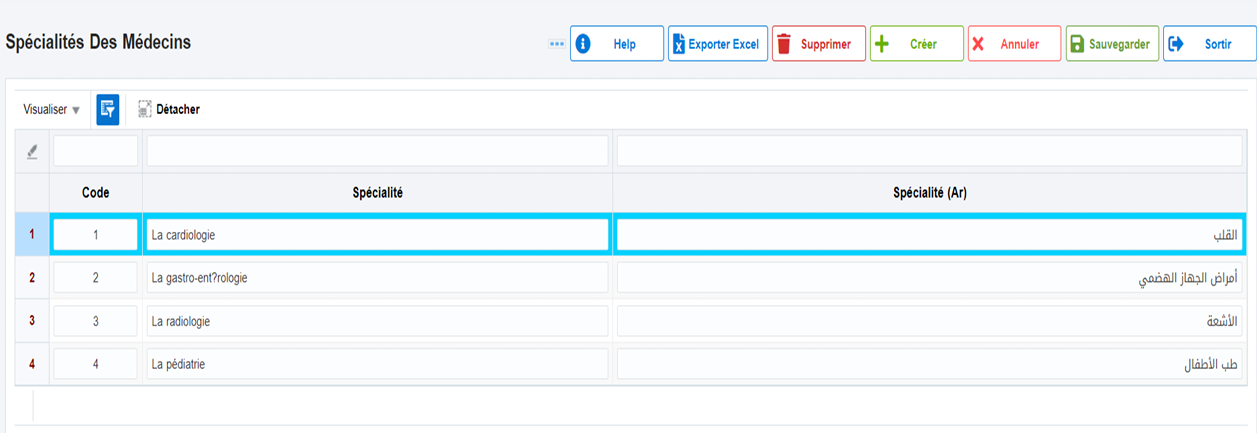 Spécialités Des Médecins
Help
Exporter Excel
Supprimer
Créer
Annuler
Sauvegarder
Sortir
Visualiser
Détacher
Code Spécialité Spécialité (Ar)
1 1 La cardiologie القلب
2 2 La gastro-ent?rologie أمراض الجهاز الهضمي
3 3 La radiologie الأشعة
4 4 La pédiatrie طب الأطفال